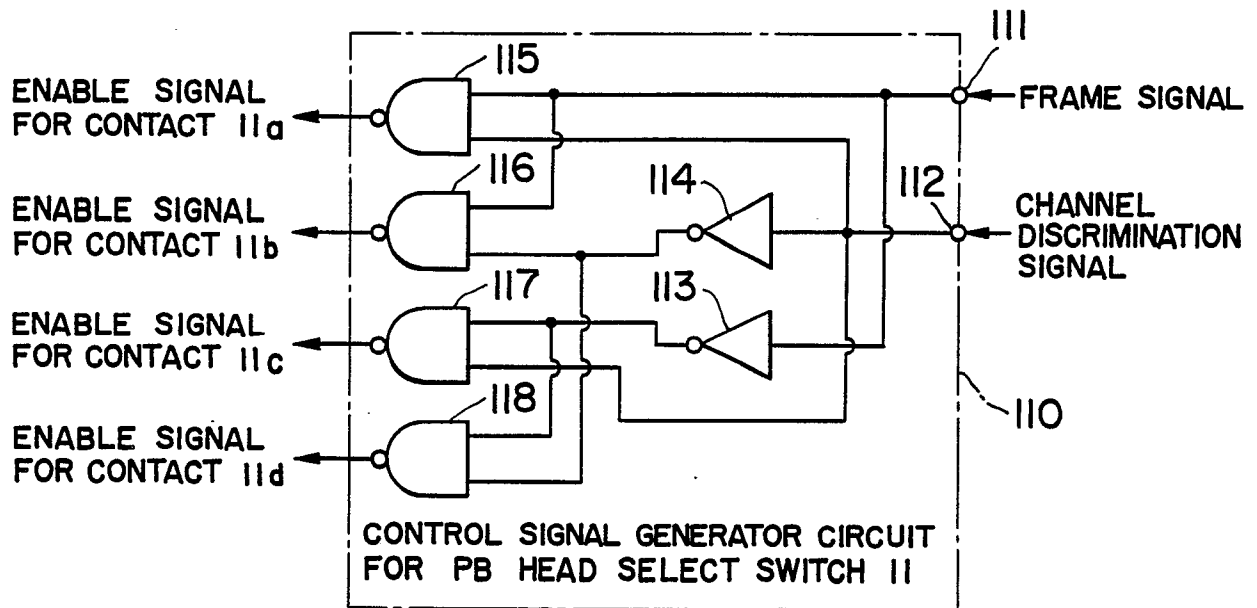 111
115
ENABLE SIGNAL
FOR CONTACT 11a
FRAME SIGNAL
116
114
112
ENABLE SIGNAL
FOR CONTACT 11b
CHANNEL
DISCRIMINATION
SIGNAL
117
113
ENABLE SIGNAL
FOR CONTACT 11c
118
110
ENABLE SIGNAL
FOR CONTACT 11d
CONTROL SIGNAL GENERATOR CIRCUIT
FOR PB HEAD SELECT SWITCH 11